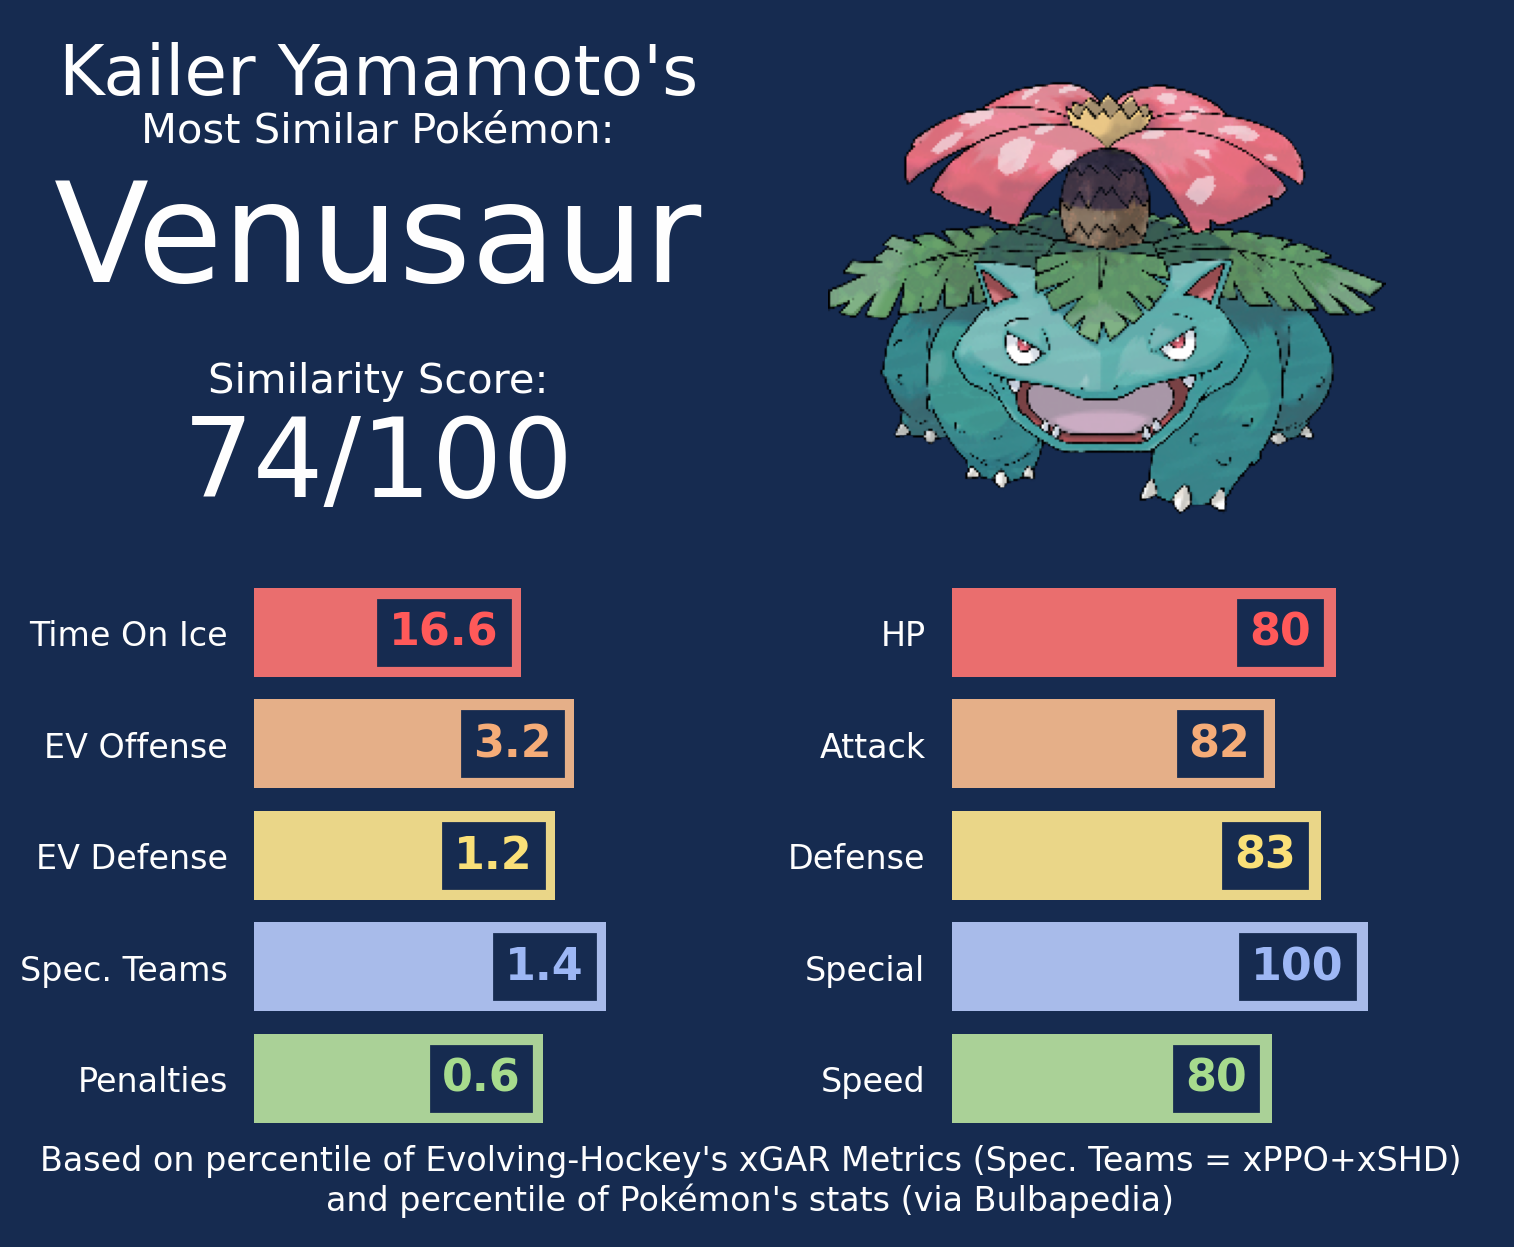 Kailer Yamamoto's
Most Similar Pokémon:
Venusaur
Similarity Score:
74/100
Time On Ice 16.6
EV Offense 3.2
EV Defense 1.2
Spec. Teams 1.4
Penalties 0.6
HP 80
Attack 82
Defense 83
Special 100
Speed 80
Based on percentile of Evolving-Hockey's xGAR Metrics (Spec. Teams = xPPO+xSHD)
and percentile of Pokémon's stats (via Bulbapedia)